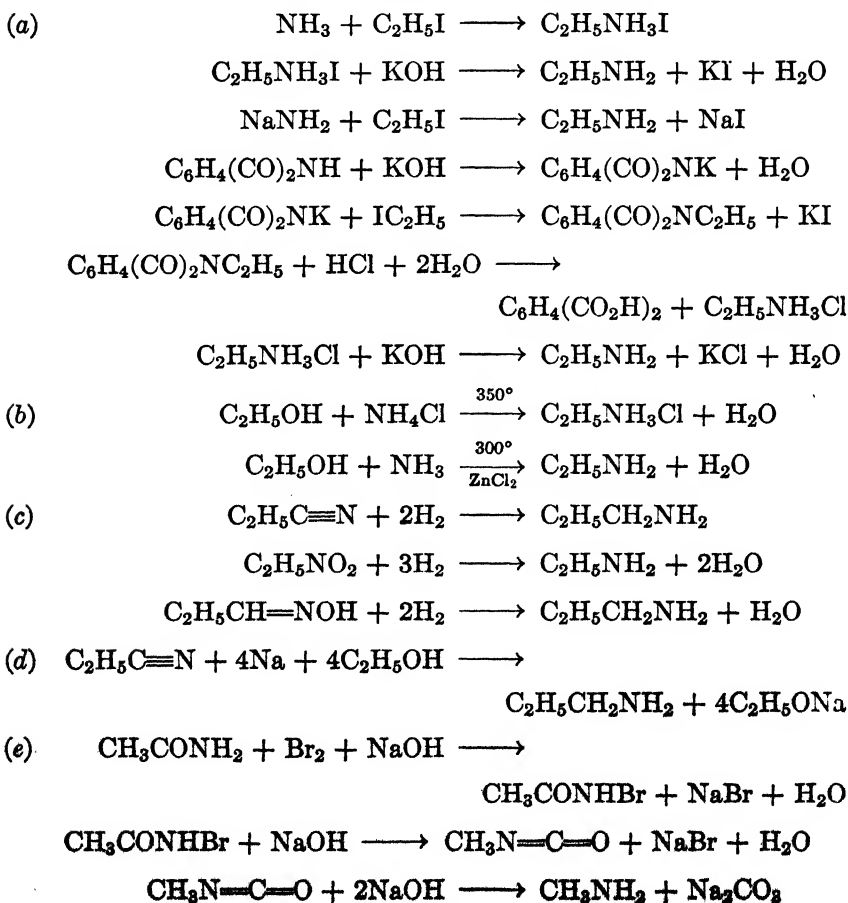 (a) NH₃ + C₂H₅I ⟶ C₂H₅NH₃I
C₂H₅NH₃I + KOH ⟶ C₂H₅NH₂ + KI + H₂O
NaNH₂ + C₂H₅I ⟶ C₂H₅NH₂ + NaI
C₆H₄(CO)₂NH + KOH ⟶ C₆H₄(CO)₂NK + H₂O
C₆H₄(CO)₂NK + IC₂H₅ ⟶ C₆H₄(CO)₂NC₂H₅ + KI
C₆H₄(CO)₂NC₂H₅ + HCl + 2H₂O ⟶
C₆H₄(CO₂H)₂ + C₂H₅NH₃Cl
C₂H₅NH₃Cl + KOH ⟶ C₂H₅NH₂ + KCl + H₂O
(b) C₂H₅OH + NH₄Cl —350°⟶ C₂H₅NH₃Cl + H₂O
C₂H₅OH + NH₃ —300° ZnCl₂⟶ C₂H₅NH₂ + H₂O
(c) C₂H₅C≡N + 2H₂ ⟶ C₂H₅CH₂NH₂
C₂H₅NO₂ + 3H₂ ⟶ C₂H₅NH₂ + 2H₂O
C₂H₅CH=NOH + 2H₂ ⟶ C₂H₅CH₂NH₂ + H₂O
(d) C₂H₅C≡N + 4Na + 4C₂H₅OH ⟶
C₂H₅CH₂NH₂ + 4C₂H₅ONa
(e) CH₃CONH₂ + Br₂ + NaOH ⟶
CH₃CONHBr + NaBr + H₂O
CH₃CONHBr + NaOH ⟶ CH₃N=C=O + NaBr + H₂O
CH₃N=C=O + 2NaOH ⟶ CH₃NH₂ + Na₂CO₃